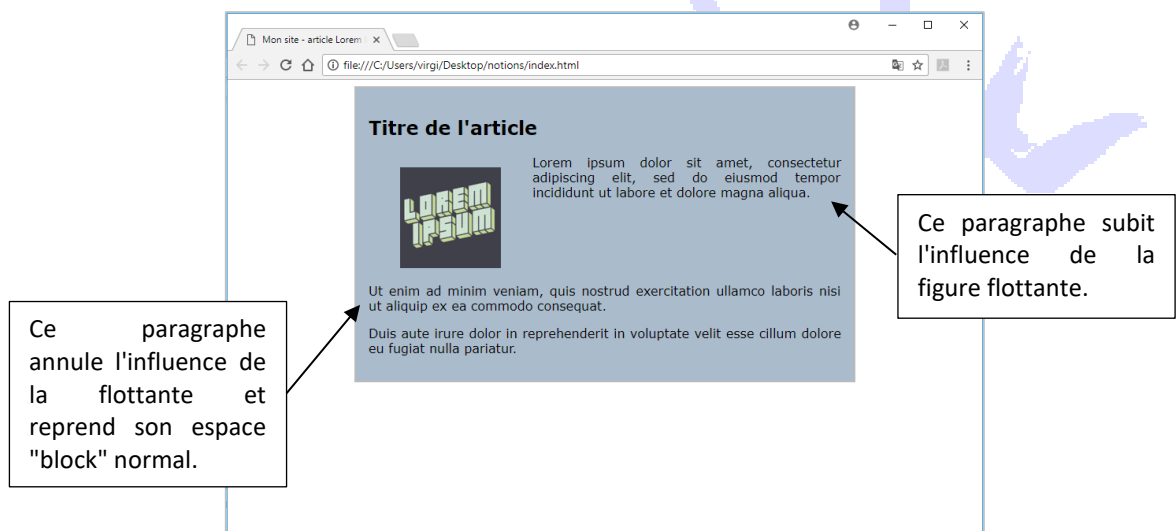 Mon site - article Lorem
file:///C:/Users/virgi/Desktop/notions/index.html
Titre de l'article
LOREM
IPSUM
Lorem ipsum dolor sit amet, consectetur
adipiscing elit, sed do eiusmod tempor
incididunt ut labore et dolore magna aliqua.
Ce paragraphe subit
l'influence de la
figure flottante.
Ut enim ad minim veniam, quis nostrud exercitation ullamco laboris nisi
ut aliquip ex ea commodo consequat.
Duis aute irure dolor in reprehenderit in voluptate velit esse cillum dolore
eu fugiat nulla pariatur.
Ce paragraphe
annule l'influence de
la flottante et
reprend son espace
"block" normal.